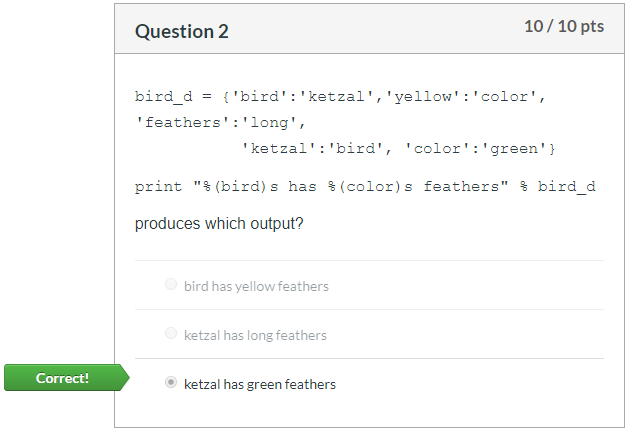 Question 2
10 / 10 pts
bird_d = {'bird':'ketzal','yellow':'color',
'feathers':'long',
'ketzal':'bird', 'color':'green'}
print "%(bird)s has %(color)s feathers" % bird_d
produces which output?
bird has yellow feathers
ketzal has long feathers
Correct!
ketzal has green feathers